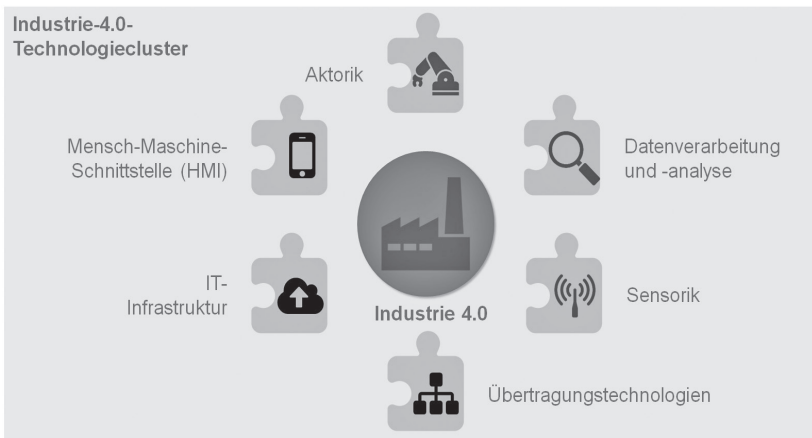 Industrie-4.0-
Technologiecluster
Aktorik
Mensch-Maschine-
Schnittstelle (HMI)
Datenverarbeitung
und -analyse
IT-
Infrastruktur
Sensorik
Industrie 4.0
Übertragungstechnologien